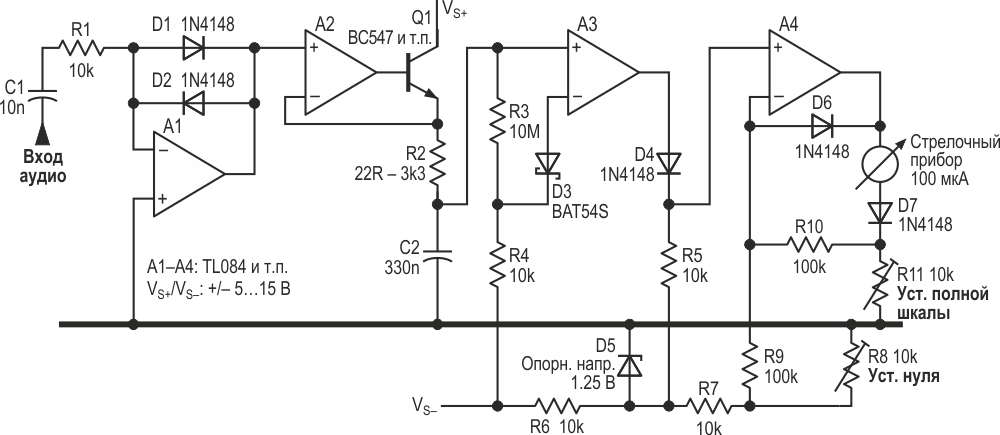 R1
10k
C1
10n
Вход
аудио
D1 1N4148
D2 1N4148
A1
+
−
A1–A4: TL084 и т.п.
VS+/VS–: +/– 5...15 В
A2
+
−
Q1
VS+
BC547 и т.п.
R2
22R – 3k3
C2
330n
R3
10M
R4
10k
A3
+
−
D3
BAT54S
D4
1N4148
R5
10k
A4
+
−
D6
1N4148
Стрелочный
прибор
100 мкА
D7
1N4148
R10
100k
R11 10k
Уст. полной
шкалы
D5
Опорн. напр.
1.25 В
R9
100k
R8 10k
Уст. нуля
VS–
R6 10k
R7
10k